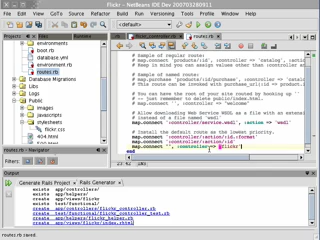 Flickr - NetBeans IDE Dev 200703280911
File Edit View GoTo Source Refactor Build Run Versioning Tools Window Help
<default>
Projects Files
environments
boot.rb
database.yml
environment.rb
routes.rb
Database Migrations
Libs
Logs
Public
images
javascripts
stylesheets
flickr.css
404.html
Navigator
Filters:
# Sample of regular route:
# map.connect 'products/:id', :controller => 'catalog',
# Keep in mind you can assign values other than :controller
# Sample of named route:
# map.purchase 'products/:id/purchase', :controller => 'catalog
# This route can be invoked with purchase_url(:id => product.
# You can have the root of your site routed by hooking up ''
# -- just remember to delete public/index.html.
# map.connect '', :controller => "welcome"
# Allow downloading Web Service WSDL as a file with an extension
# instead of a file named 'wsdl'
map.connect ':controller/service.wsdl', :action => 'wsdl'
# Install the default route as the lowest priority.
map.connect ':controller/:action/:id.:format'
map.connect ':controller/:action/:id'
map.connect '', :controller => 'flickr'
end
Output
Generate Rails Project Rails Generator
exists app/controllers/
exists app/helpers/
exists app/views/flickr
exists test/functional/
create app/controllers/flickr_controller.rb
create test/functional/flickr_controller_test.rb
create app/helpers/flickr_helper.rb
create app/views/flickr/index.rhtml
routes.rb saved.